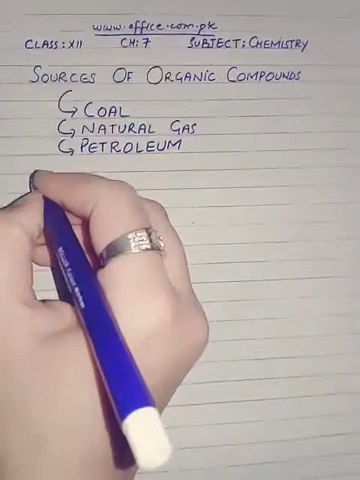 www.office.com.pk
CLASS: XII CH: 7 SUBJECT: CHEMISTRY
SOURCES OF ORGANIC COMPOUNDS
COAL
NATURAL GAS
PETROLEUM